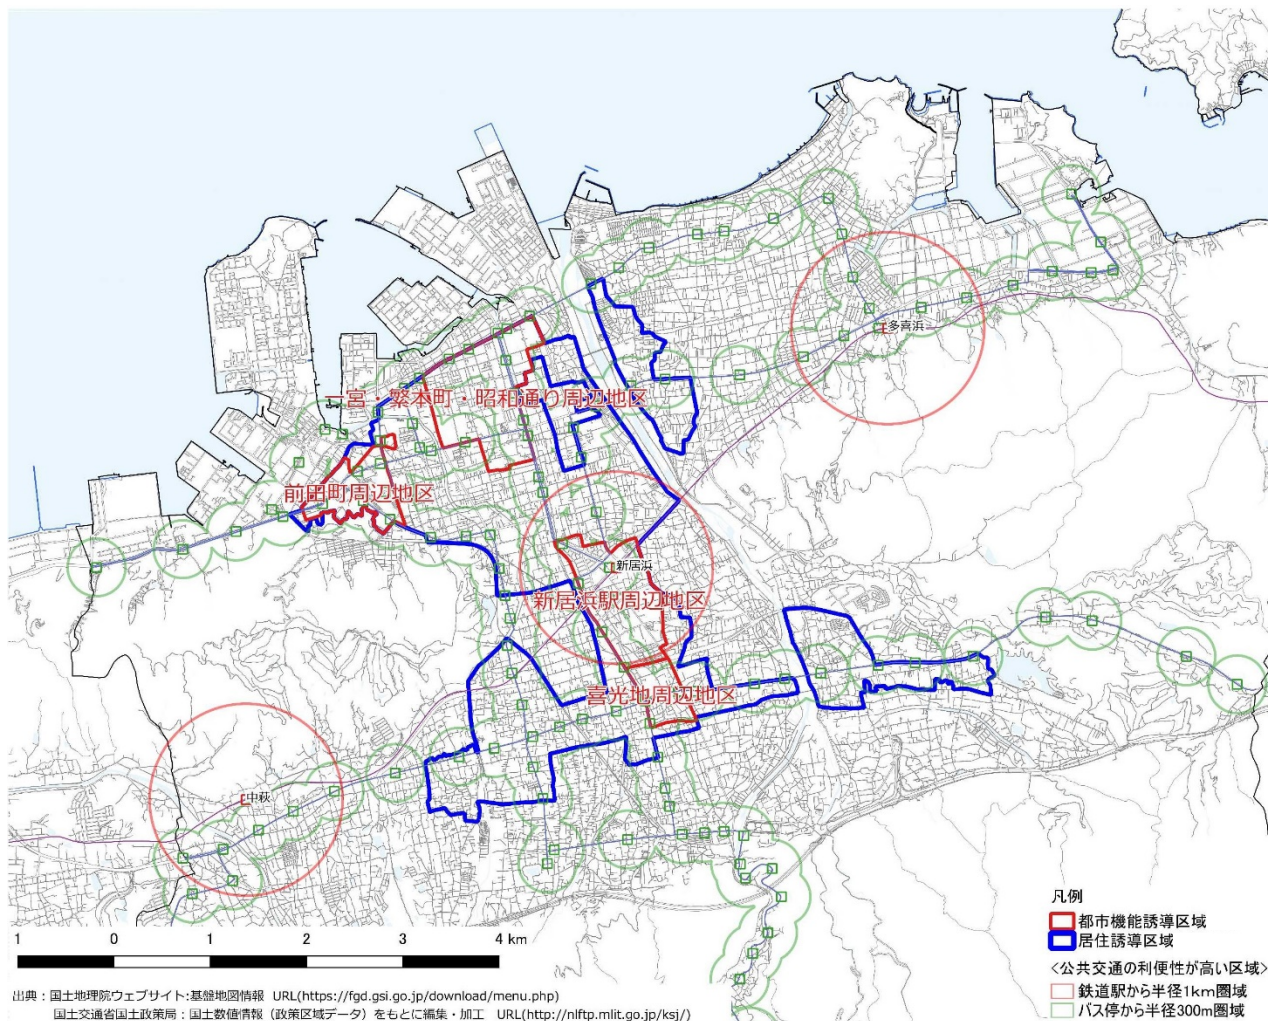 多喜浜
一宮・繁本町・昭和通り周辺地区
前田町周辺地区
新居浜
新居浜駅周辺地区
喜光地周辺地区
中萩
凡例
都市機能誘導区域
居住誘導区域
<公共交通の利便性が高い区域>
鉄道駅から半径1km圏域
バス停から半径300m圏域
1 0 1 2 3 4 km
出典：国土地理院ウェブサイト:基盤地図情報 URL(https://fgd.gsi.go.jp/download/menu.php)
国土交通省国土政策局：国土数値情報（政策区域データ）をもとに編集・加工 URL(http://nlftp.mlit.go.jp/ksj/)